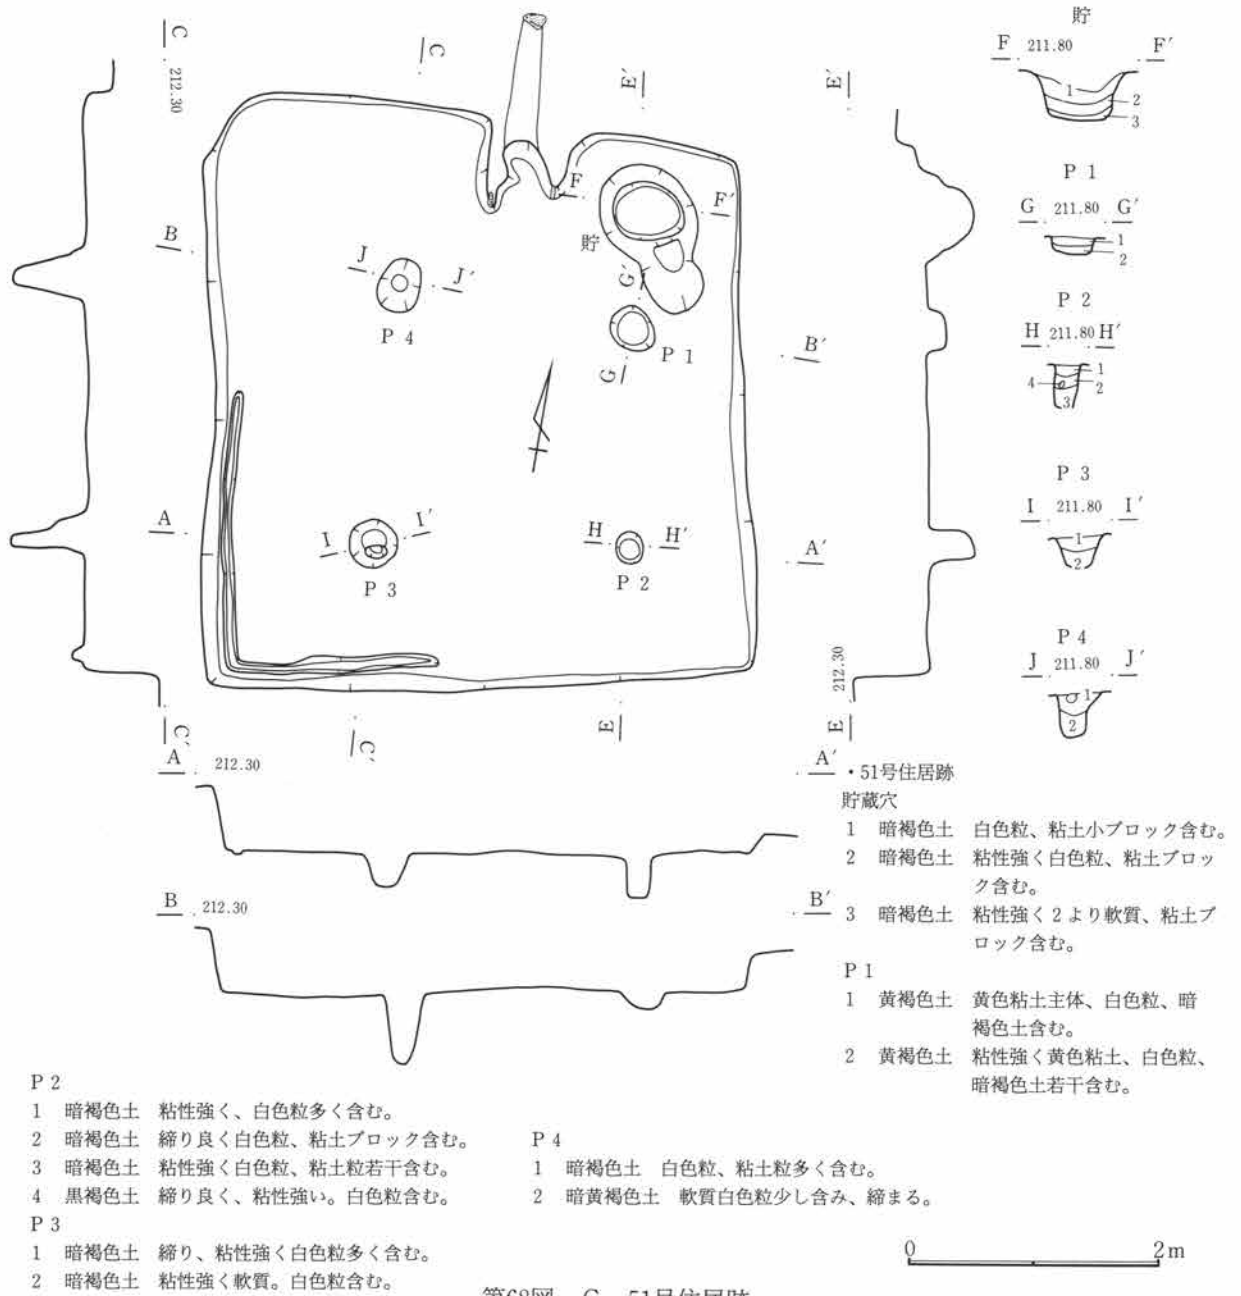 貯
F 211.80 F′
1
2
3
P 1
G 211.80 G′
1
2
P 2
H 211.80 H′
1
4 2
3
P 3
I 211.80 I′
1
2
P 4
J 211.80 J′
1
2
C
212.30
C
E′
E′
F
F′
貯
B
J
J′
P 4
G′
P 1
G
B′
A
I
I′
P 3
H
H′
P 2
A′
C′
C′
E
212.30
E
A 212.30 A′
B 212.30 B′
・51号住居跡
貯蔵穴
1 暗褐色土 白色粒、粘土小ブロック含む。
2 暗褐色土 粘性強く白色粒、粘土ブロッ
ク含む。
3 暗褐色土 粘性強く2より軟質、粘土ブ
ロック含む。
P 1
1 黄褐色土 黄色粘土主体、白色粒、暗
褐色土含む。
2 黄褐色土 粘性強く黄色粘土、白色粒、
暗褐色土若干含む。
P 2
1 暗褐色土 粘性強く、白色粒多く含む。
2 暗褐色土 締り良く白色粒、粘土ブロック含む。
3 暗褐色土 粘性強く白色粒、粘土粒若干含む。
4 黒褐色土 締り良く、粘性強い。白色粒含む。
P 3
1 暗褐色土 締り、粘性強く白色粒多く含む。
2 暗褐色土 粘性強く軟質。白色粒含む。
P 4
1 暗褐色土 白色粒、粘土粒多く含む。
2 暗黄褐色土 軟質白色粒少し含み、締まる。
0 2m
第68図 C－51号住居跡